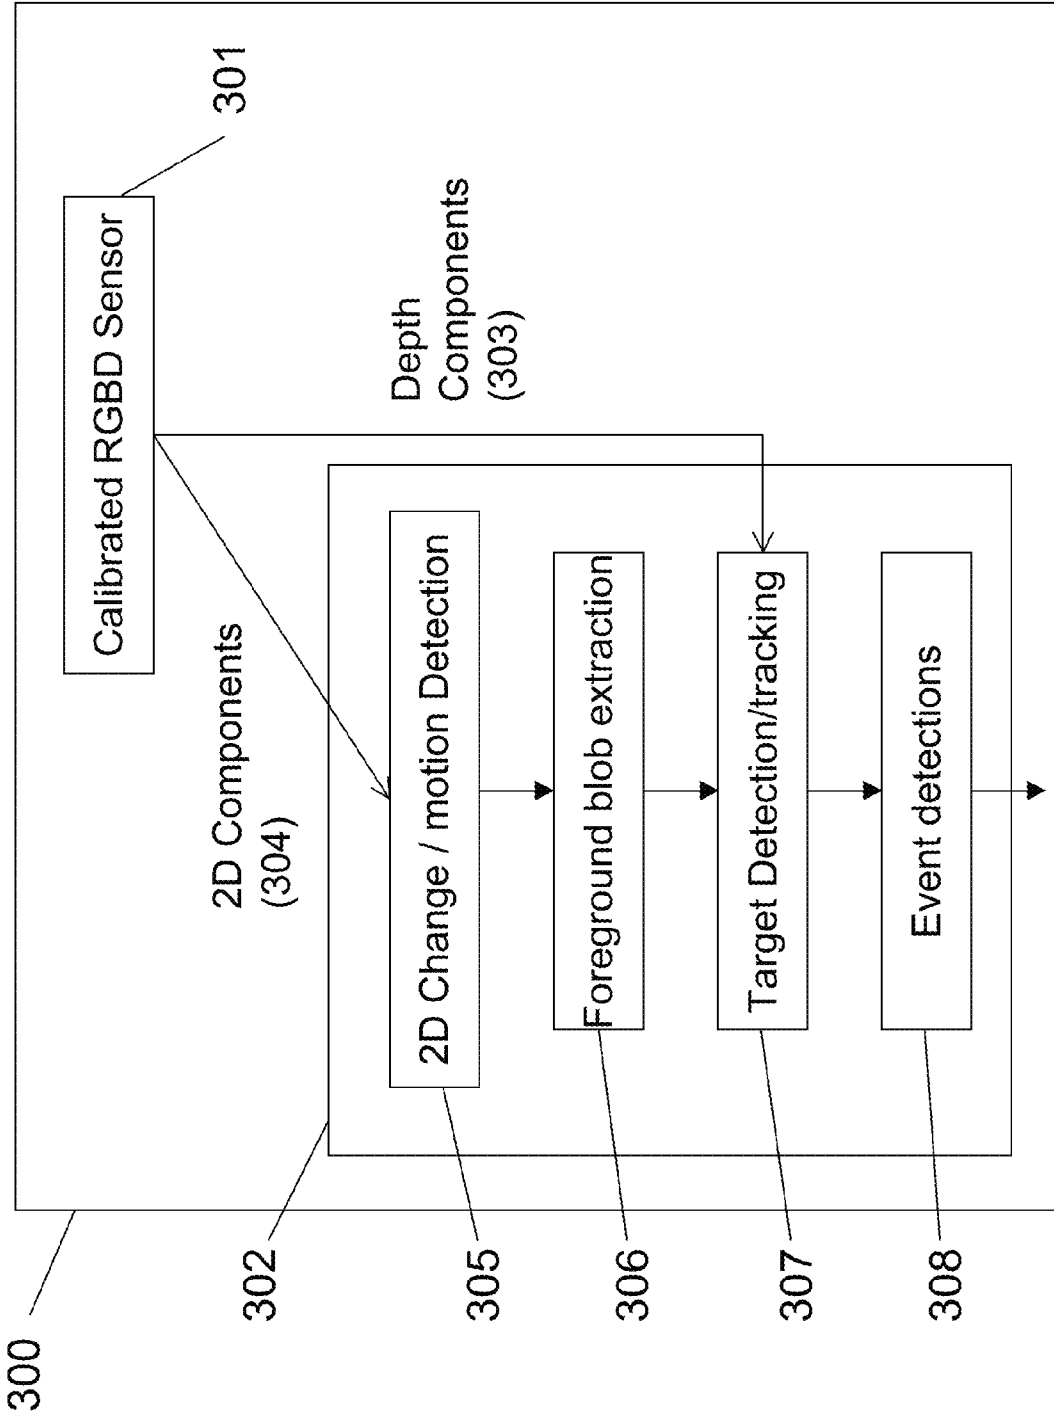 300
301
Calibrated RGBD Sensor
2D Components
(304)
Depth
Components
(303)
302
2D Change / motion Detection
305
Foreground blob extraction
306
Target Detection/tracking
307
Event detections
308